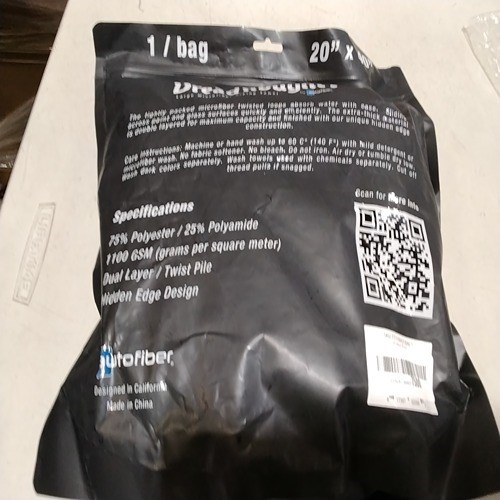 1 / bag
20" X
Dreadnought
The tightly packed microfiber twisted loops absorb water with ease. Gliding
across paint and glass surfaces quickly and efficiently. The extra-thick material
is double layered for maximum capacity and finished with our unique hidden edge
construction.
Care Instructions: Machine or hand wash up to 60 C° (140 F°) with mild detergent or
microfiber wash. No fabric softener. No bleach. Do not iron. Air dry or tumble dry low.
Wash dark colors separately. Wash towels used with chemicals separately. Cut off
thread pulls if snagged.
Scan for More Info
Specifications
75% Polyester / 25% Polyamide
1100 GSM (grams per square meter)
Dual Layer / Twist Pile
Hidden Edge Design
autofiber
Designed in California
Made in China